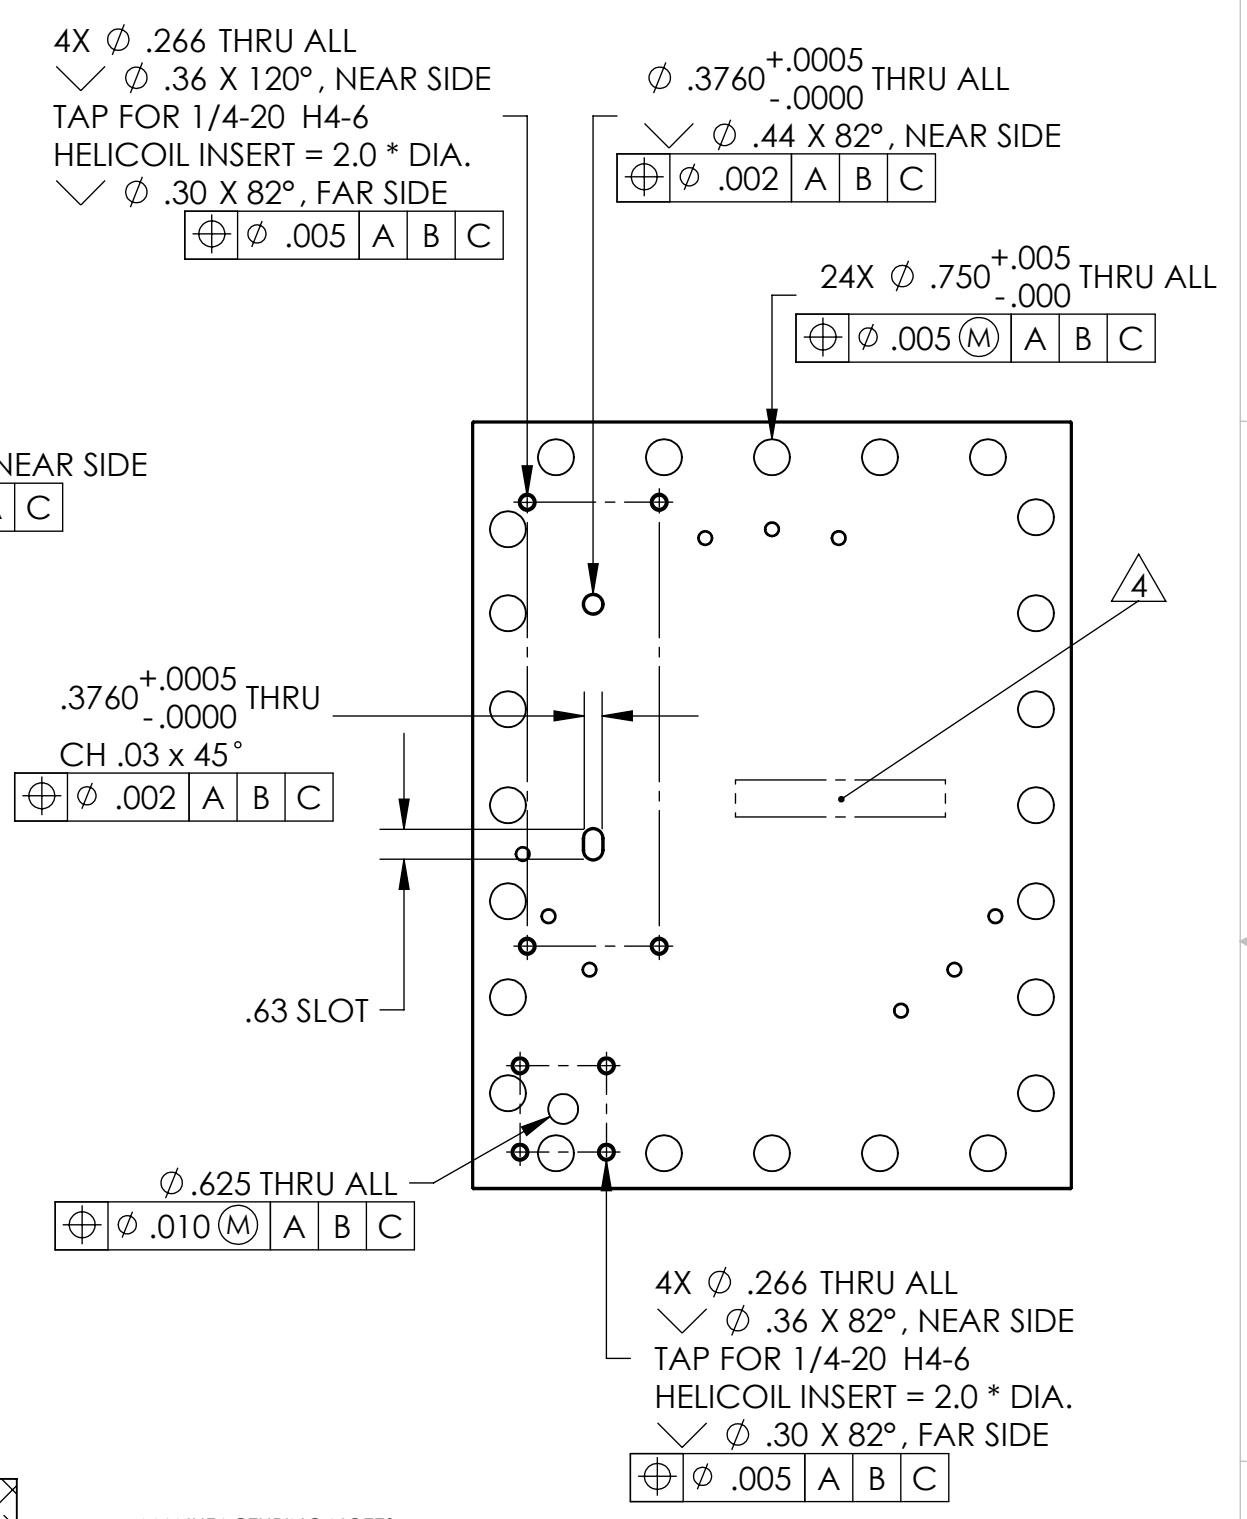 4X ⌀ .266 THRU ALL
⌵ ⌀ .36 X 120°, NEAR SIDE
TAP FOR 1/4-20 H4-6
HELICOIL INSERT = 2.0 * DIA.
⌵ ⌀ .30 X 82°, FAR SIDE
⌖ ⌀ .005 A B C
⌀ .3760 +.0005 -.0000 THRU ALL
⌵ ⌀ .44 X 82°, NEAR SIDE
⌖ ⌀ .002 A B C
24X ⌀ .750 +.005 -.000 THRU ALL
⌖ ⌀ .005 Ⓜ A B C
NEAR SIDE
C
4
.3760 +.0005 -.0000 THRU
CH .03 x 45°
⌖ ⌀ .002 A B C
.63 SLOT
⌀ .625 THRU ALL
⌖ ⌀ .010 Ⓜ A B C
4X ⌀ .266 THRU ALL
⌵ ⌀ .36 X 82°, NEAR SIDE
TAP FOR 1/4-20 H4-6
HELICOIL INSERT = 2.0 * DIA.
⌵ ⌀ .30 X 82°, FAR SIDE
⌖ ⌀ .005 A B C